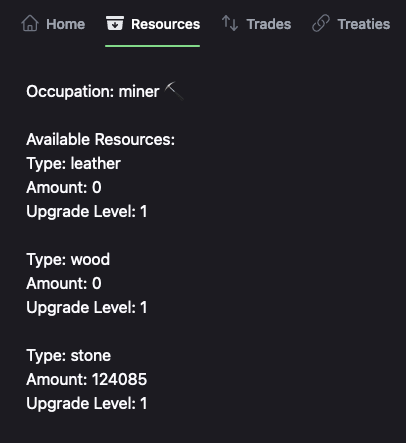 Home Resources Trades Treaties
Occupation: miner ⛏
Available Resources:
Type: leather
Amount: 0
Upgrade Level: 1
Type: wood
Amount: 0
Upgrade Level: 1
Type: stone
Amount: 124085
Upgrade Level: 1